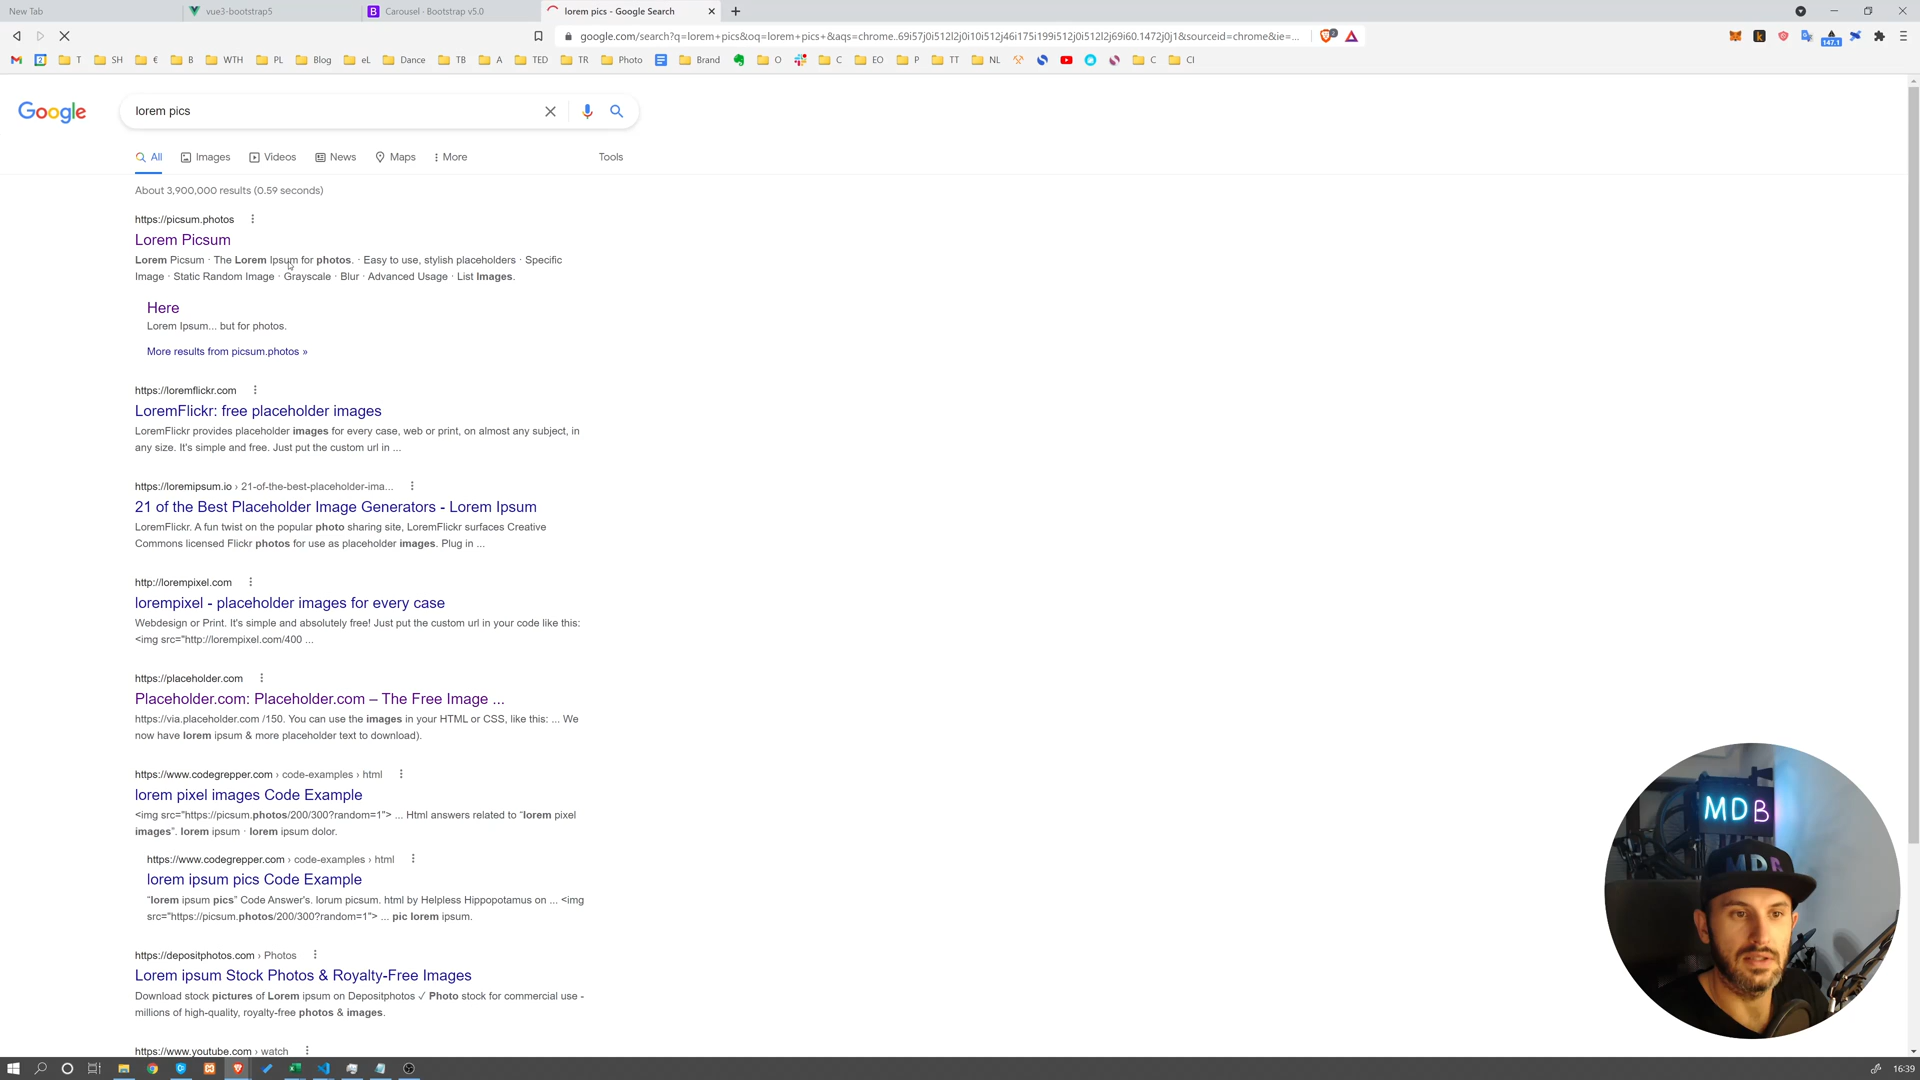 New Tab
vue3-bootstrap5
Carousel · Bootstrap v5.0
lorem pics - Google Search
google.com/search?q=lorem+pics&oq=lorem+pics+&aqs=chrome..69i57j0i512l2j0i10i512j46i175i199i512j0i512l2j69i60.1472j0j1&sourceid=chrome&ie=...
2
147.1
T
SH
€
B
WTH
PL
Blog
eL
Dance
TB
A
TED
TR
Photo
Brand
O
C
EO
P
TT
NL
C
CI
Google
lorem pics
All
Images
Videos
News
Maps
More
Tools
About 3,900,000 results (0.59 seconds)
https://picsum.photos
Lorem Picsum
Lorem Picsum · The Lorem Ipsum for photos. · Easy to use, stylish placeholders · Specific
Image · Static Random Image · Grayscale · Blur · Advanced Usage · List Images.
Here
Lorem Ipsum... but for photos.
More results from picsum.photos »
https://loremflickr.com
LoremFlickr: free placeholder images
LoremFlickr provides placeholder images for every case, web or print, on almost any subject, in
any size. It's simple and free. Just put the custom url in ...
https://loremipsum.io › 21-of-the-best-placeholder-ima...
21 of the Best Placeholder Image Generators - Lorem Ipsum
LoremFlickr. A fun twist on the popular photo sharing site, LoremFlickr surfaces Creative
Commons licensed Flickr photos for use as placeholder images. Plug in ...
http://lorempixel.com
lorempixel - placeholder images for every case
Webdesign or Print. It's simple and absolutely free! Just put the custom url in your code like this:
<img src="http://lorempixel.com/400 ...
https://placeholder.com
Placeholder.com: Placeholder.com – The Free Image ...
https://via.placeholder.com /150. You can use the images in your HTML or CSS, like this: ... We
now have lorem ipsum & more placeholder text to download).
https://www.codegrepper.com › code-examples › html
lorem pixel images Code Example
<img src="https://picsum.photos/200/300?random=1"> ... Html answers related to “lorem pixel
images”. lorem ipsum · lorem ipsum dolor.
https://www.codegrepper.com › code-examples › html
lorem ipsum pics Code Example
“lorem ipsum pics” Code Answer's. lorum picsum. html by Helpless Hippopotamus on ... <img
src="https://picsum.photos/200/300?random=1"> ... pic lorem ipsum.
https://depositphotos.com › Photos
Lorem ipsum Stock Photos & Royalty-Free Images
Download stock pictures of Lorem ipsum on Depositphotos ✓ Photo stock for commercial use -
millions of high-quality, royalty-free photos & images.
https://www.youtube.com › watch
MDB
MDB
16:39